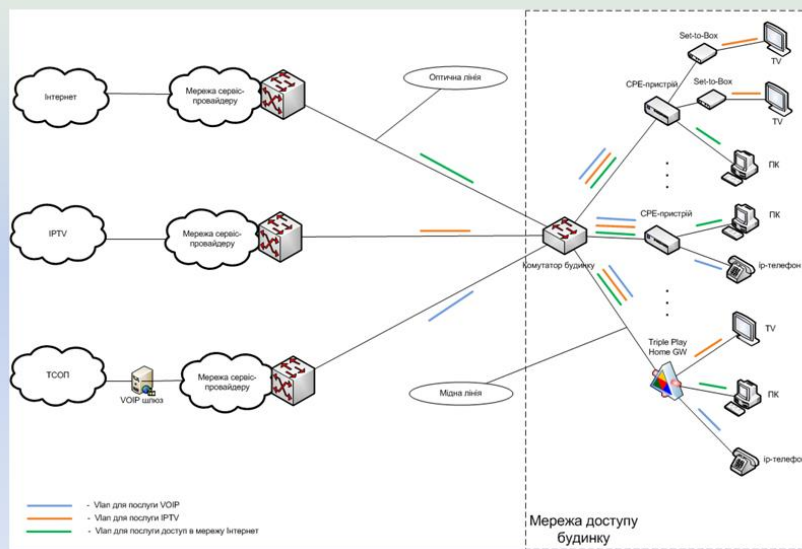 Інтернет
Мережа сервіс-
провайдеру
Оптична лінія
IPTV
Мережа сервіс-
провайдеру
ТСОП
VOIP шлюз
Мережа сервіс-
провайдеру
Комутатор будинку
Мідна лінія
Set-to-Box
TV
CPE-пристрій
Set-to-Box
TV
ПК
CPE-пристрій
ПК
ip-телефон
TV
Triple Play
Home GW
ПК
ip-телефон
- Vlan для послуги VOIP
- Vlan для послуги IPTV
- Vlan для послуги доступ в мережу Інтернет
Мережа доступу
будинку